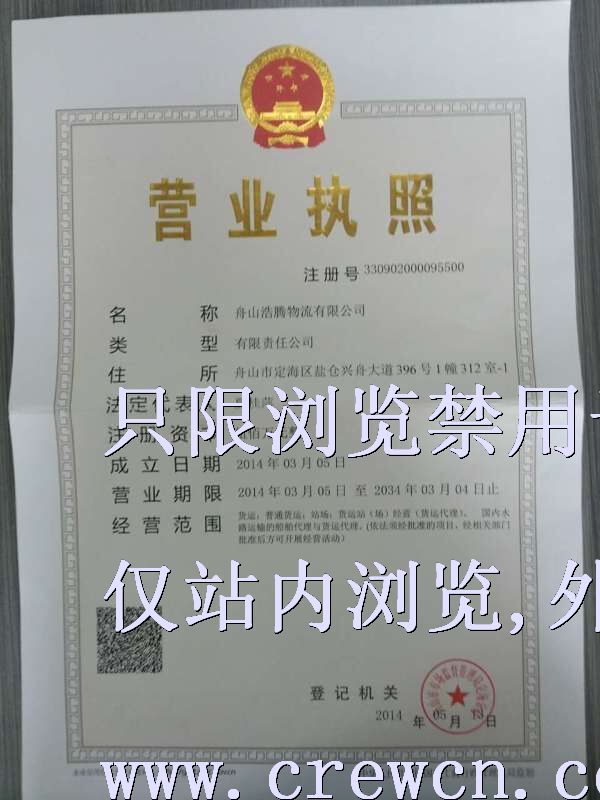 营业执照
注册号 330902000095500
名 称 舟山浩腾物流有限公司
类 型 有限责任公司
住 所 舟山市定海区盐仓兴舟大道396号1幢312室-1
只限浏览禁用
成立日期 2014年03月05日
营业期限 2014年03月05日 至 2034年03月04日止
经营范围 货运:普通货运;站场:货运站(场)经营(货运代理)。 国内水
路运输的船舶代理与货运代理。(依法须经批准的项目,经相关部门
批准后方可开展经营活动)
仅站内浏览,外
登记机关
2014 年 05 月 13 日
www.crewcn.co